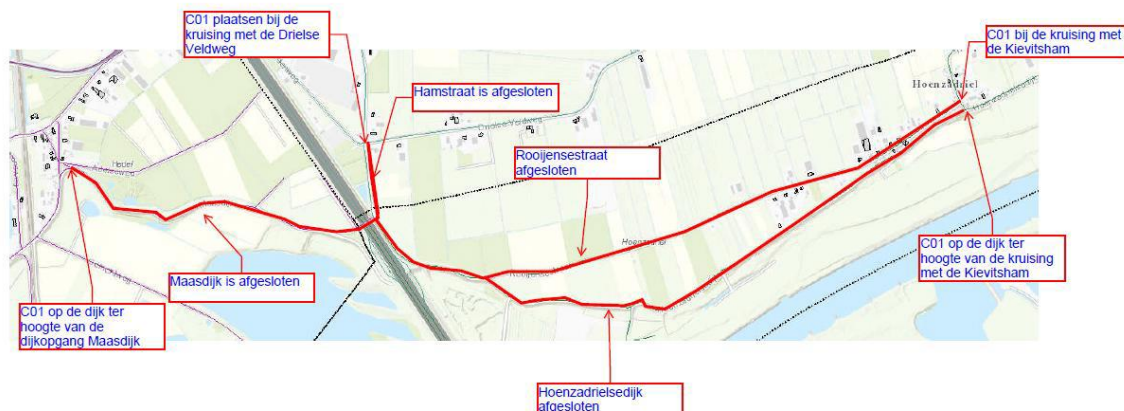 C01 plaatsen bij de
kruising met de Drielse
Veldweg
C01 bij de kruising met
de Kievitsham
Hamstraat is afgesloten
Hoenzadriel
Rooijensestraat
afgesloten
Hedel
Maasdijk is afgesloten
C01 op de dijk ter
hoogte van de kruising
met de Kievitsham
C01 op de dijk ter
hoogte van de
dijkopgang Maasdijk
Hoenzadrielsedijk
afgesloten